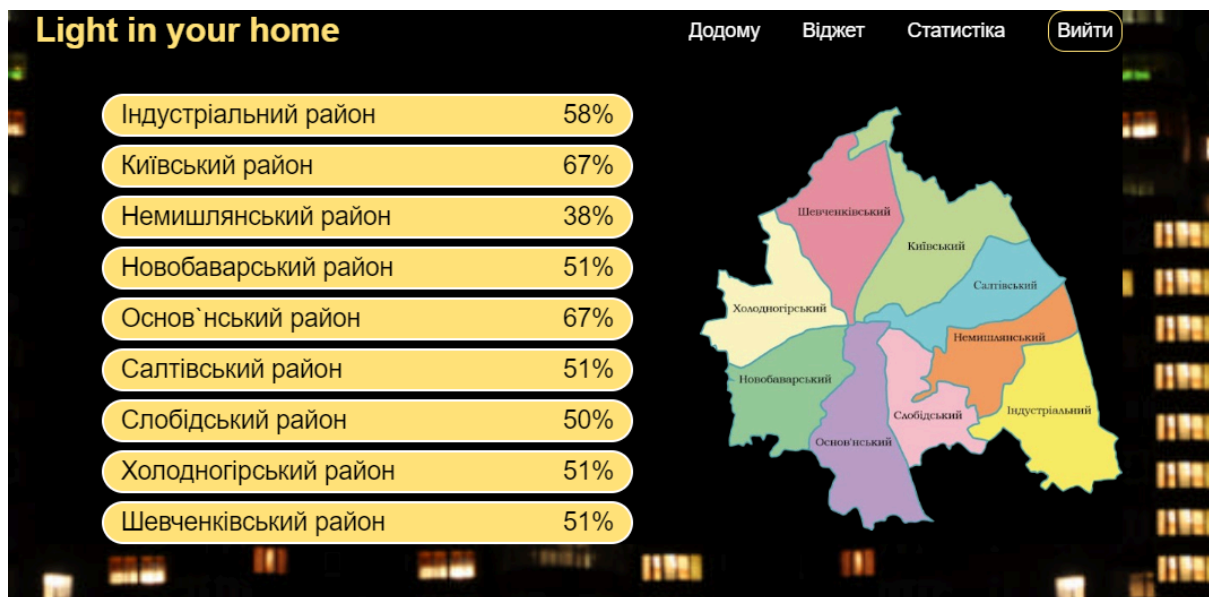 Light in your home
Додому Віджет Статистіка Вийти
Індустріальний район 58%
Київський район 67%
Немишлянський район 38%
Новобаварський район 51%
Основ`нський район 67%
Салтівський район 51%
Слобідський район 50%
Холодногірський район 51%
Шевченківський район 51%
Шевченківський
Київський
Салтівський
Холодногірський
Немишлянський
Новобаварський
Індустріальний
Слобідський
Основ'нський